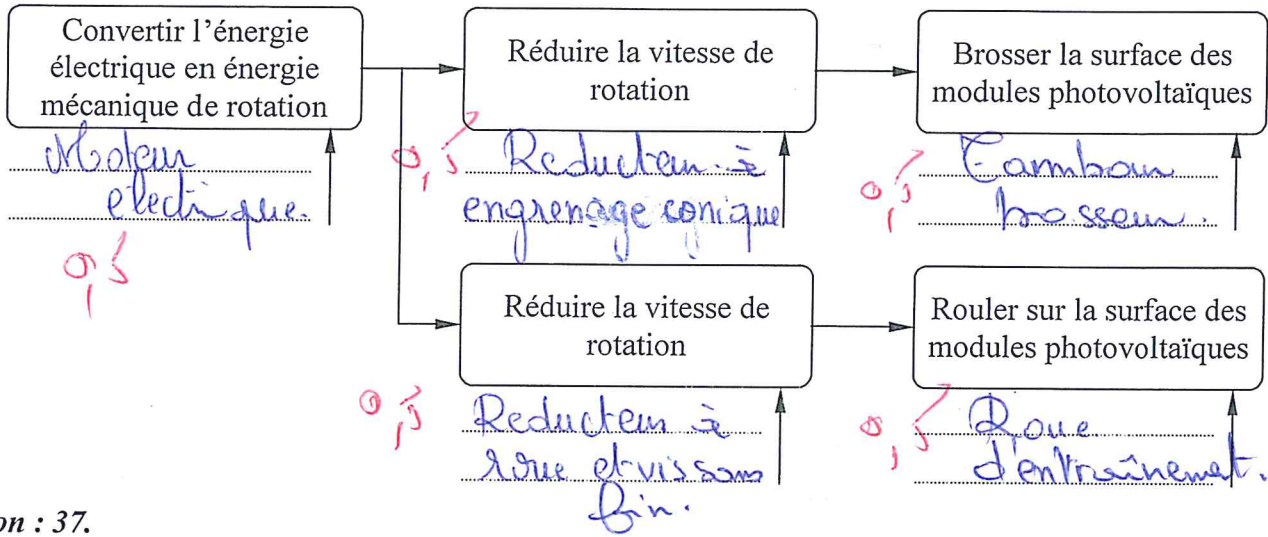 Convertir l'énergie
électrique en énergie
mécanique de rotation
Réduire la vitesse de
rotation
Brosser la surface des
modules photovoltaïques
Moteur
electrique.
0,5
0,5
Reducteur à
engrenage conique
0,5
Tambour
brosseur.
Réduire la vitesse de
rotation
Rouler sur la surface des
modules photovoltaïques
0,5
Reducteur à
roue et vis sans
fin.
0,5
Roue
d'entraînemat.
on : 37.